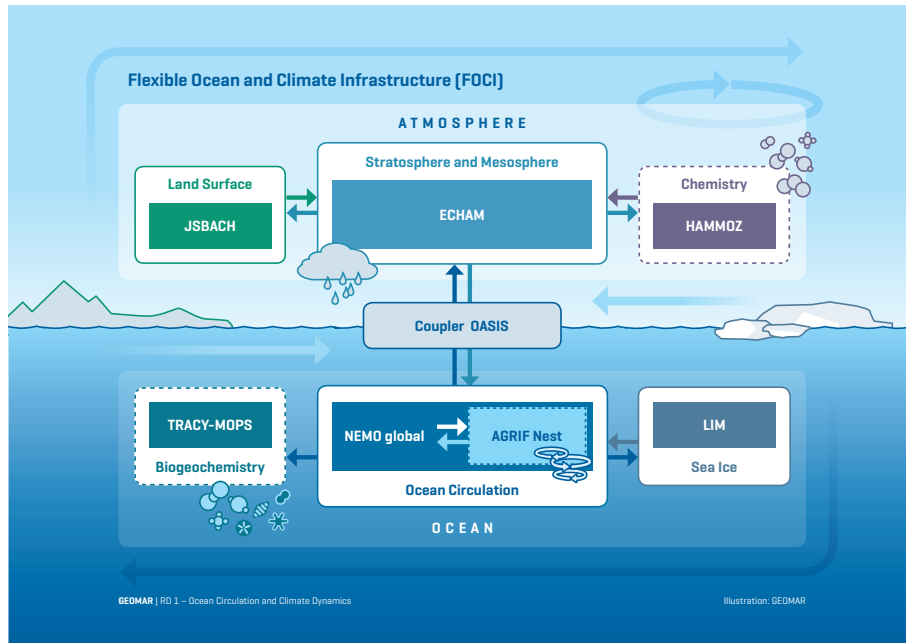 Flexible Ocean and Climate Infrastructure (FOCI)
ATMOSPHERE
Stratosphere and Mesosphere
Land Surface
Chemistry
ECHAM
JSBACH
HAMMOZ
Coupler OASIS
TRACY-MOPS
NEMO global
AGRIF Nest
LIM
Biogeochemistry
Sea Ice
Ocean Circulation
OCEAN
GEOMAR | RD 1 – Ocean Circulation and Climate Dynamics
Illustration: GEOMAR